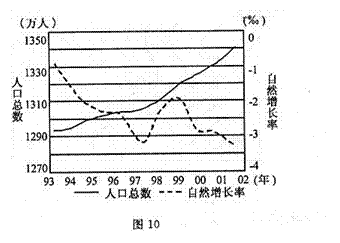 (万人) (‰)
1350 0
1330 -1
1310 -2
1290 -3
1270 -4
人口总数
自然增长率
93 94 95 96 97 98 99 00 01 02 (年)
人口总数 自然增长率
图 10